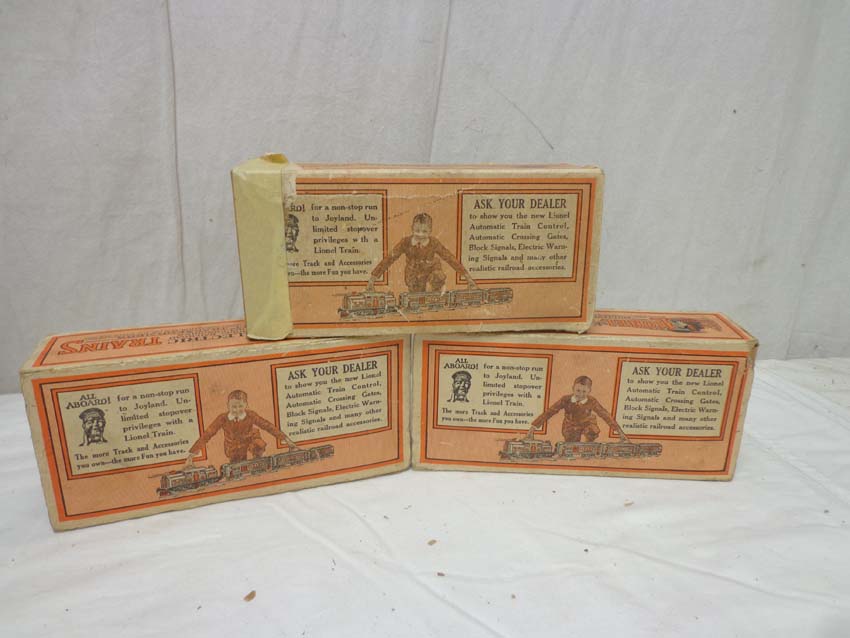 ARD!
for a non-stop run
to Joyland. Un-
limited stopover
privileges with a
Lionel Train.
ore Track and Accessories
wn—the more Fun you have.
ASK YOUR DEALER
to show you the new Lionel
Automatic Train Control,
Automatic Crossing Gates,
Block Signals, Electric Warn-
ing Signals and many other
realistic railroad accessories.
TRAINS
ALL
ABOARD!
for a non-stop run
to Joyland. Un-
limited stopover
privileges with a
Lionel Train.
The more Track and Accessories
you own—the more Fun you have.
ASK YOUR DEALER
to show you the new Lionel
Automatic Train Control,
Automatic Crossing Gates,
Block Signals, Electric Warn-
ing Signals and many other
realistic railroad accessories.
ALL
ABOARD!
for a non-stop run
to Joyland. Un-
limited stopover
privileges with a
Lionel Train.
The more Track and Accessories
you own—the more Fun you have.
ASK YOUR DEALER
to show you the new Lionel
Automatic Train Control,
Automatic Crossing Gates,
Block Signals, Electric Warn-
ing Signals and many other
realistic railroad accessories.